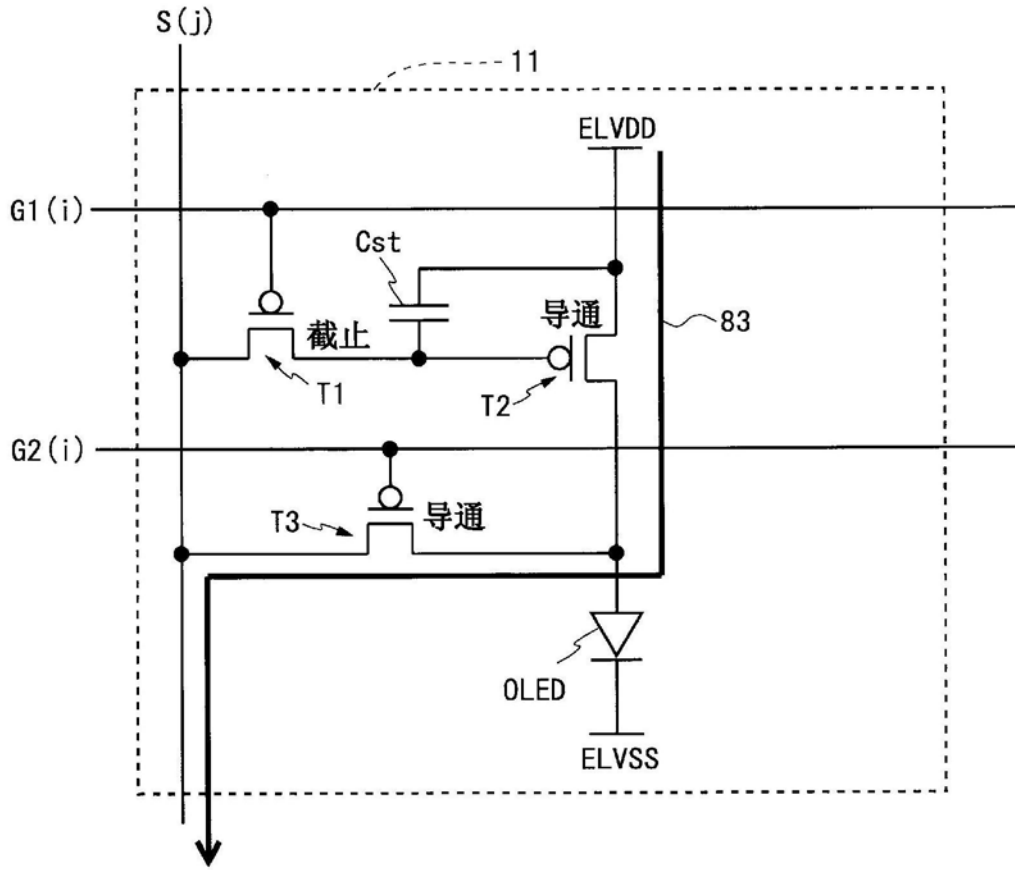 S(j)
11
ELVDD
G1(i)
Cst
导通
83
截止
T1
T2
G2(i)
T3
导通
OLED
ELVSS